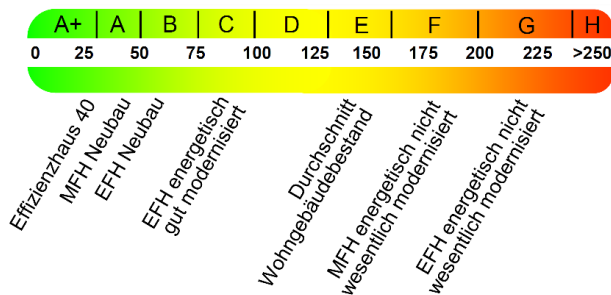 A+ A B C D E F G H
0 25 50 75 100 125 150 175 200 225 >250
Effizienzhaus 40
MFH Neubau
EFH Neubau
EFH energetisch
gut modernisiert
Durchschnitt
Wohngebäudebestand
MFH energetisch nicht
wesentlich modernisiert
EFH energetisch nicht
wesentlich modernisiert